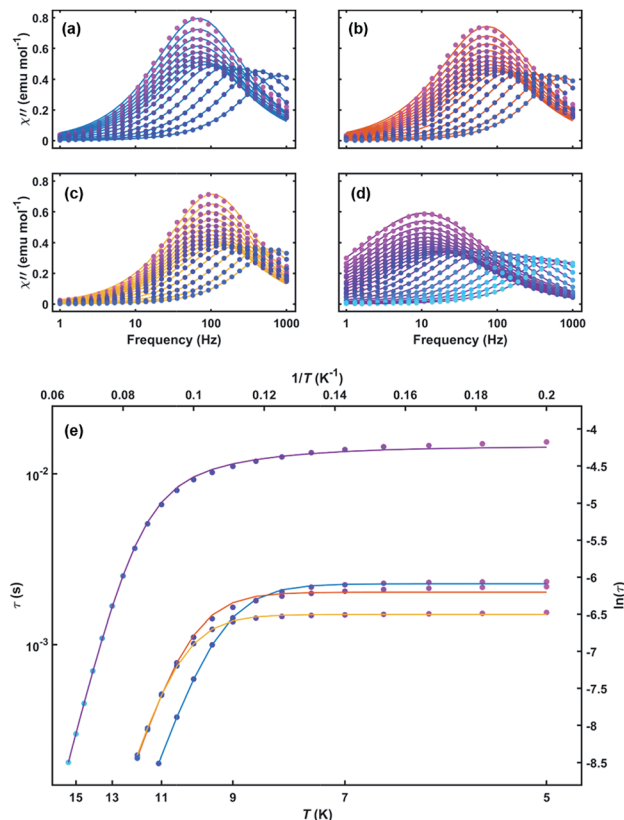 (a) (b)
0.8
0.6
0.4
0.2
0
χ′′ (emu mol⁻¹)
(c) (d)
0.8
0.6
0.4
0.2
0
χ′′ (emu mol⁻¹)
1 10 100 1000 1 10 100 1000
Frequency (Hz) Frequency (Hz)
1/T (K⁻¹)
0.06 0.08 0.1 0.12 0.14 0.16 0.18 0.2
(e)
10⁻²
10⁻³
τ (s)
-4
-4.5
-5
-5.5
-6
-6.5
-7
-7.5
-8
-8.5
ln(τ)
15 13 11 9 7 5
T (K)